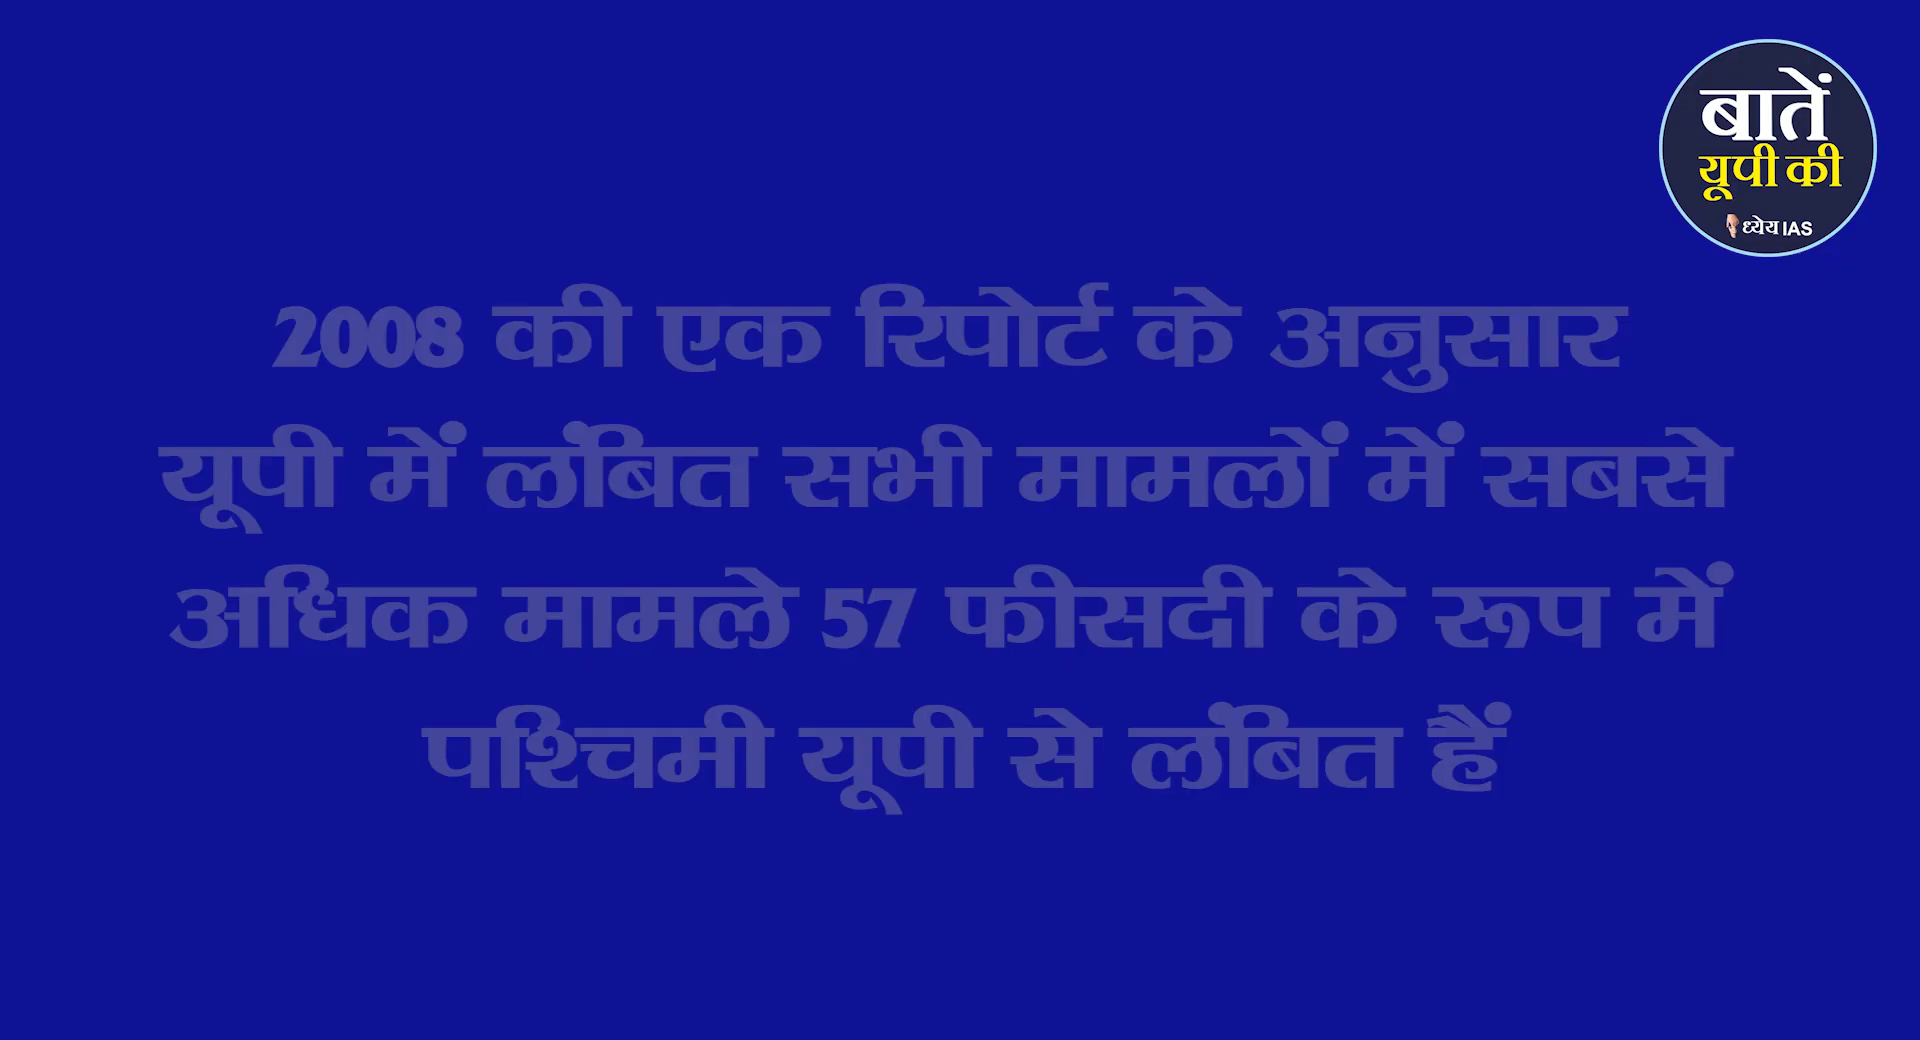 बातें
यूपी की
ध्येय IAS
2008 की एक रिपोर्ट के अनुसार
यूपी में लंबित सभी मामलों में सबसे
अधिक मामले 57 फीसदी के रूप में
पश्चिमी यूपी से लंबित हैं